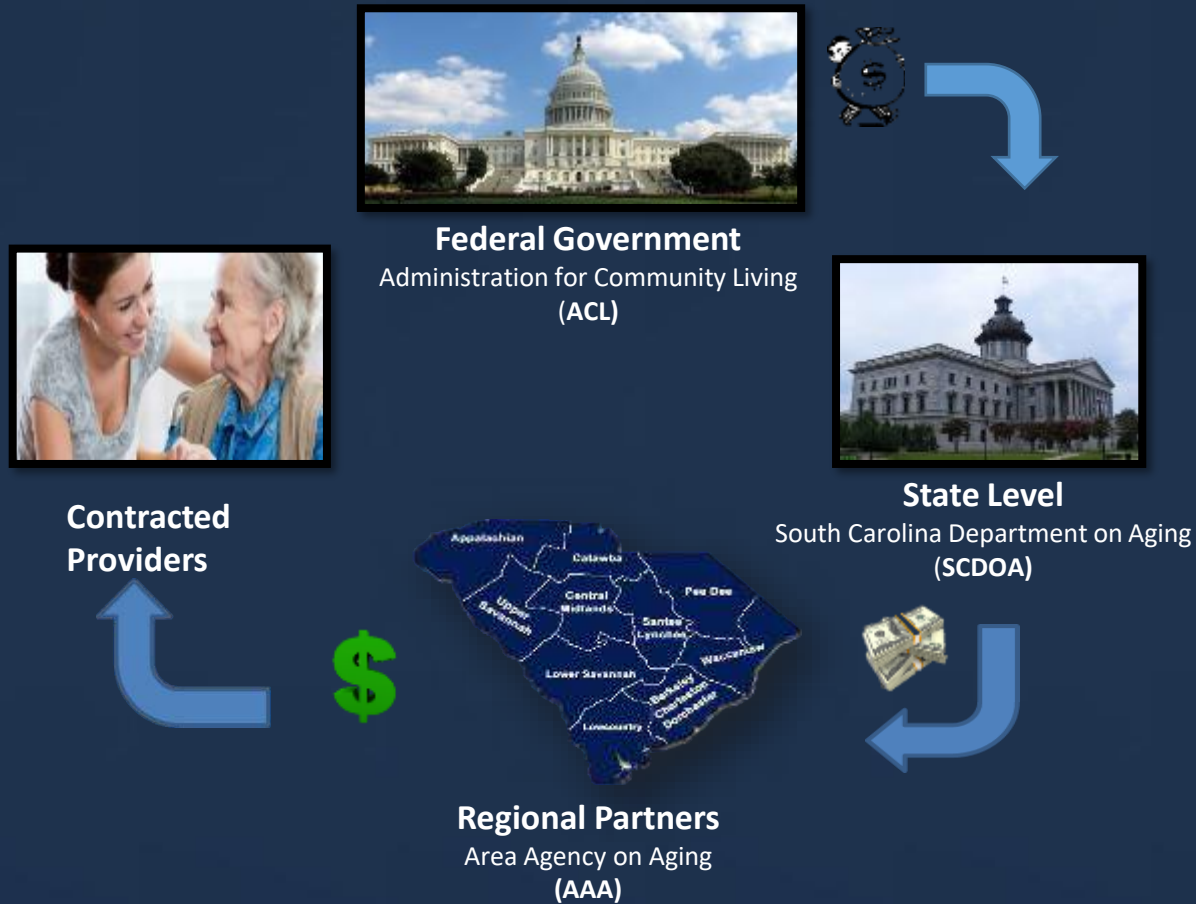 Federal Government
Administration for Community Living
(ACL)
State Level
South Carolina Department on Aging
(SCDOA)
Contracted
Providers
$
Appalachian
Catawba
Pee Dee
Upper
Savannah
Central
Midlands
Santee
Lynches
Waccamaw
Lower Savannah
Berkeley
Charleston
Dorchester
Lowcountry
$
Regional Partners
Area Agency on Aging
(AAA)